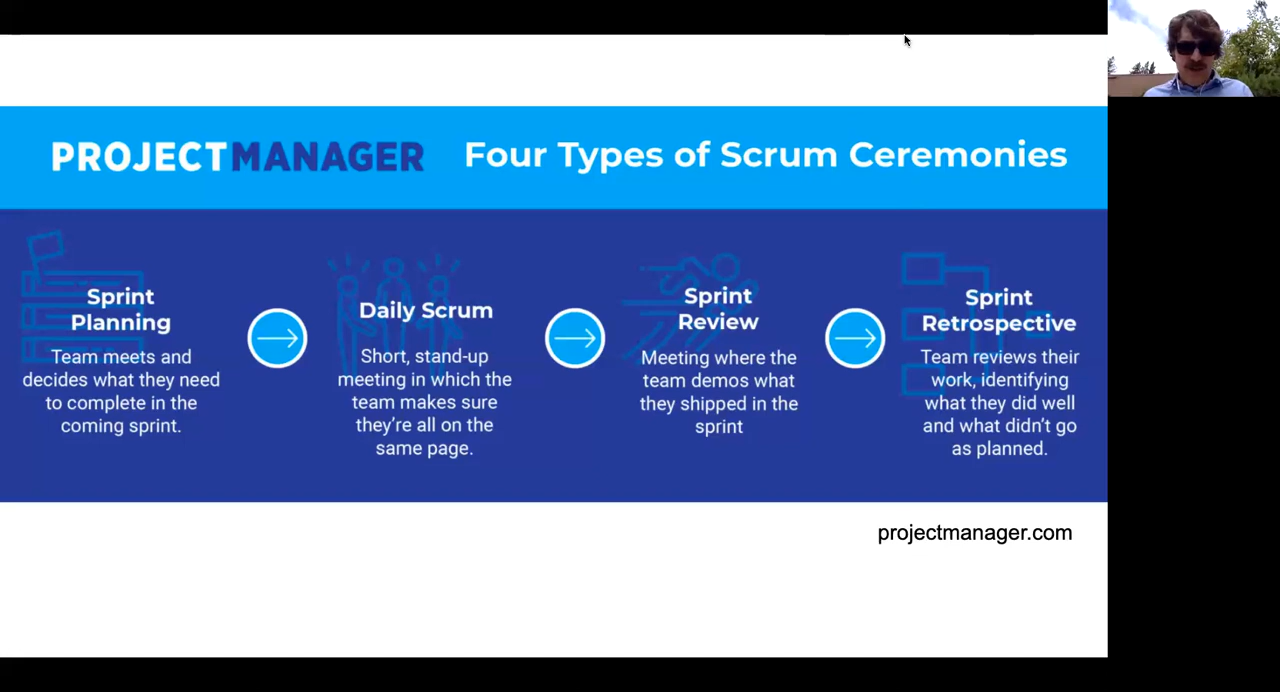 PROJECTMANAGER Four Types of Scrum Ceremonies
Sprint
Planning
Team meets and
decides what they need
to complete in the
coming sprint.
Daily Scrum
Short, stand-up
meeting in which the
team makes sure
they're all on the
same page.
Sprint
Review
Meeting where the
team demos what
they shipped in the
sprint
Sprint
Retrospective
Team reviews their
work, identifying
what they did well
and what didn't go
as planned.
projectmanager.com